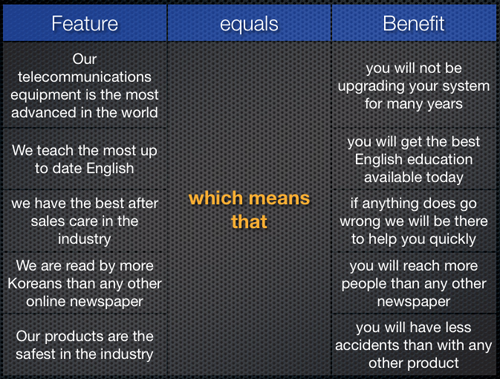 Feature
equals
Benefit
Our
telecommunications
equipment is the most
advanced in the world
you will not be
upgrading your system
for many years
We teach the most up
to date English
you will get the best
English education
available today
which means
that
we have the best after
sales care in the
industry
if anything does go
wrong we will be there
to help you quickly
We are read by more
Koreans than any other
online newspaper
you will reach more
people than any other
newspaper
Our products are the
safest in the industry
you will have less
accidents than with any
other product